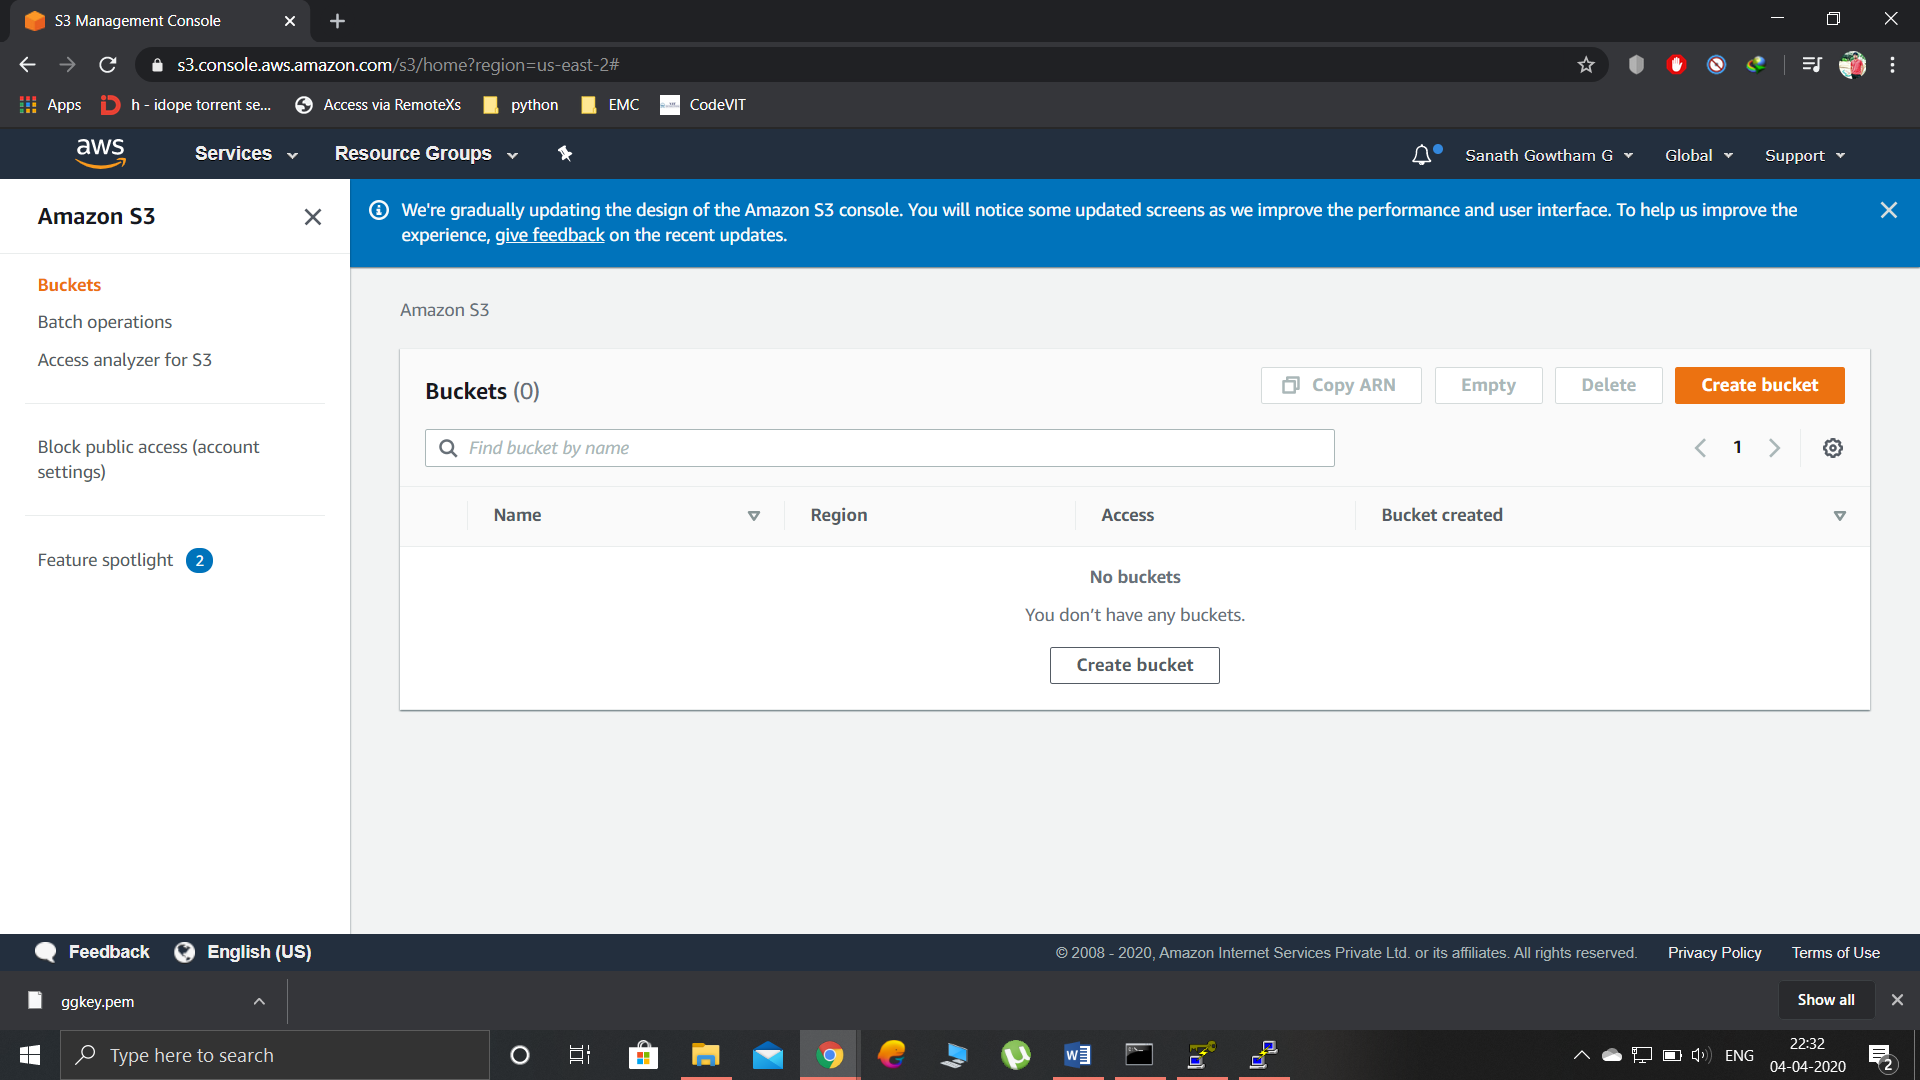 S3 Management Console
s3.console.aws.amazon.com/s3/home?region=us-east-2#
Apps
h - idope torrent se...
Access via RemoteXs
python
EMC
CodeVIT
aws
Services
Resource Groups
Sanath Gowtham G
Global
Support
Amazon S3
Buckets
Batch operations
Access analyzer for S3
Block public access (account
settings)
Feature spotlight 2
We're gradually updating the design of the Amazon S3 console. You will notice some updated screens as we improve the performance and user interface. To help us improve the
experience, give feedback on the recent updates.
Amazon S3
Buckets (0)
Copy ARN
Empty
Delete
Create bucket
Find bucket by name
1
Name
Region
Access
Bucket created
No buckets
You don't have any buckets.
Create bucket
Feedback
English (US)
© 2008 - 2020, Amazon Internet Services Private Ltd. or its affiliates. All rights reserved.
Privacy Policy
Terms of Use
ggkey.pem
Show all
Type here to search
ENG
22:32
04-04-2020
2